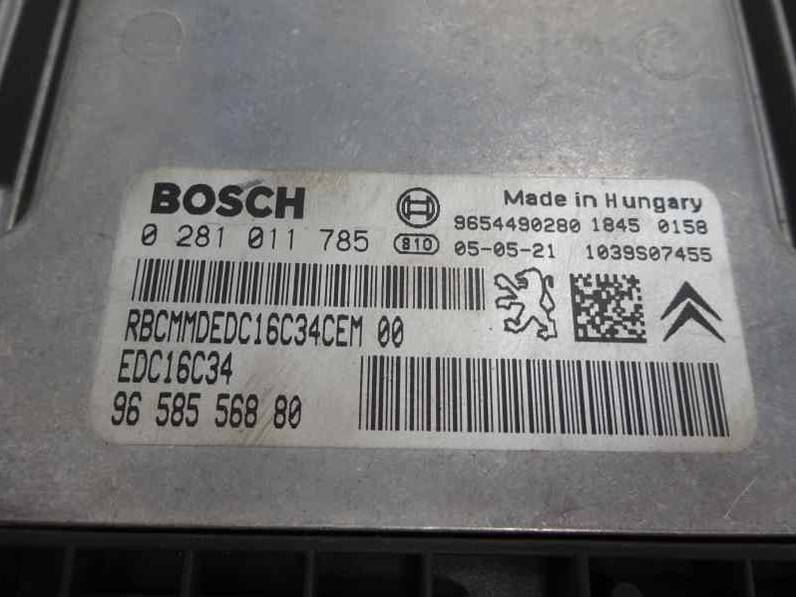 BOSCH
Made in Hungary
9654490280 1845 0158
0 281 011 785
810
05-05-21 1039S07455
RBCMMDEDC16C34CEM 00
EDC16C34
96 585 568 80